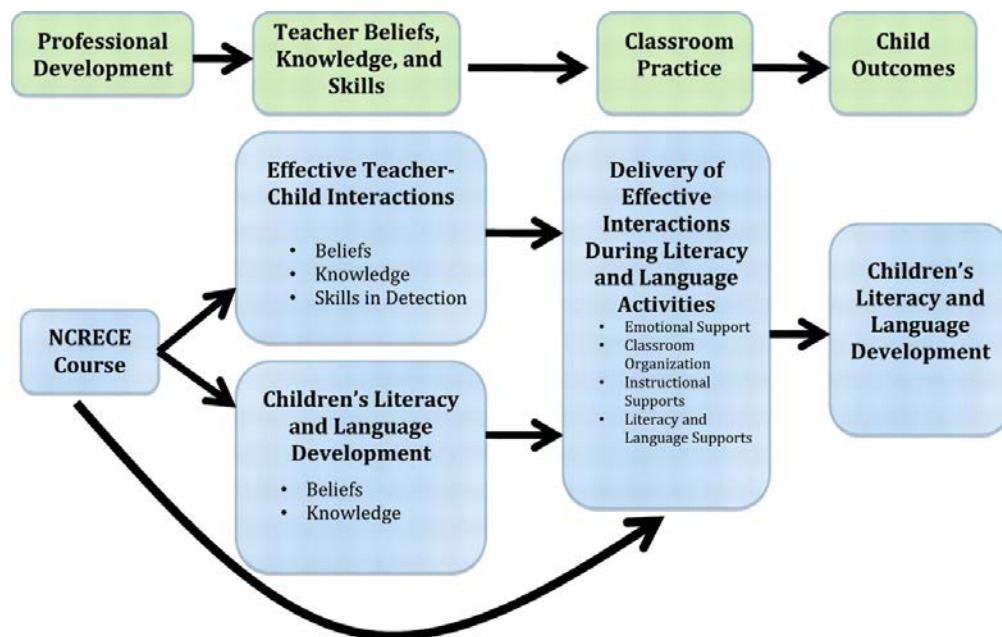 Professional
Development
Teacher Beliefs,
Knowledge, and
Skills
Classroom
Practice
Child
Outcomes
Effective Teacher-
Child Interactions
• Beliefs
• Knowledge
• Skills in Detection
NCRECE
Course
Children's Literacy
and Language
Development
• Beliefs
• Knowledge
Delivery of
Effective
Interactions
During Literacy
and Language
Activities
• Emotional Support
• Classroom
Organization
• Instructional
Supports
• Literacy and
Language Supports
Children's
Literacy and
Language
Development